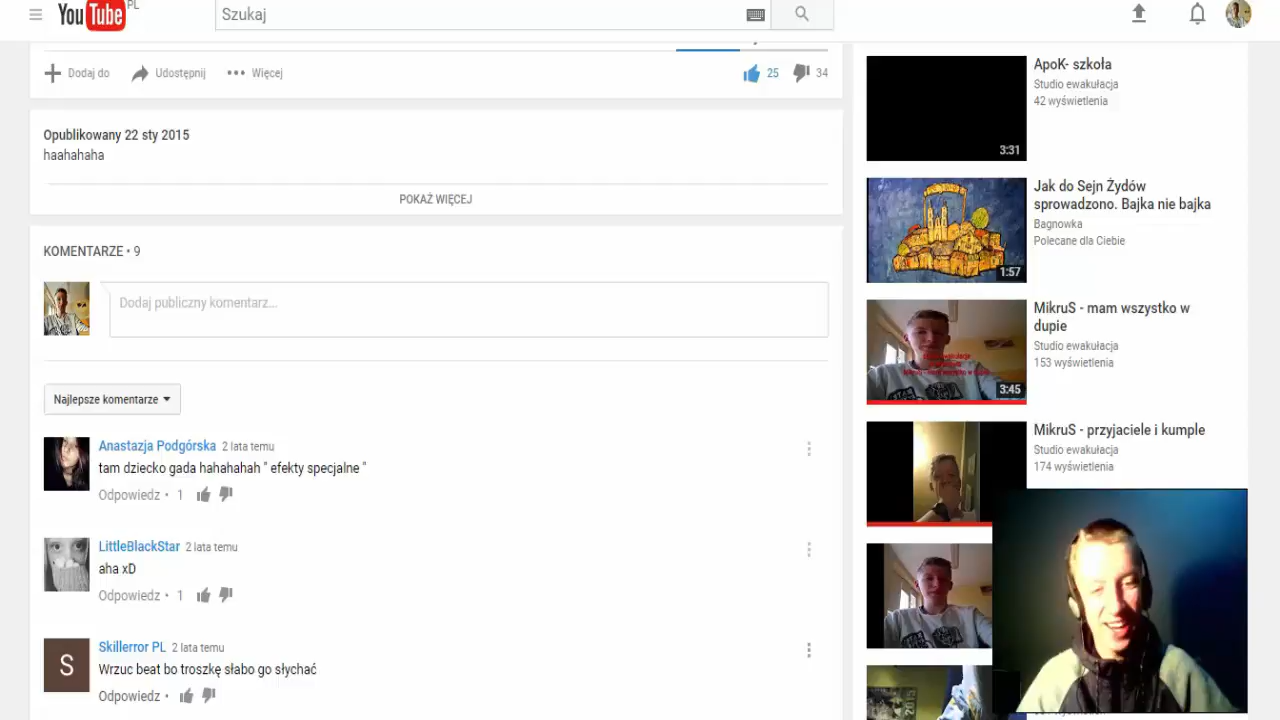 YouTube PL
Szukaj
Dodaj do
Udostępnij
Więcej
25
34
Opublikowany 22 sty 2015
haahahaha
POKAŻ WIĘCEJ
KOMENTARZE • 9
Dodaj publiczny komentarz...
Najlepsze komentarze
Anastazja Podgórska 2 lata temu
tam dziecko gada hahahahah " efekty specjalne "
Odpowiedz • 1
LittleBlackStar 2 lata temu
aha xD
Odpowiedz • 1
S
Skillerror PL 2 lata temu
Wrzuc beat bo troszkę słabo go słychać
Odpowiedz •
ApoK- szkoła
Studio ewakułacja
42 wyświetlenia
3:31
Jak do Sejn Żydów
sprowadzono. Bajka nie bajka
Bagnowka
Polecane dla Ciebie
1:57
MikruS - mam wszystko w
dupie
Studio ewakułacja
153 wyświetlenia
3:45
MikruS - przyjaciele i kumple
Studio ewakułacja
174 wyświetlenia